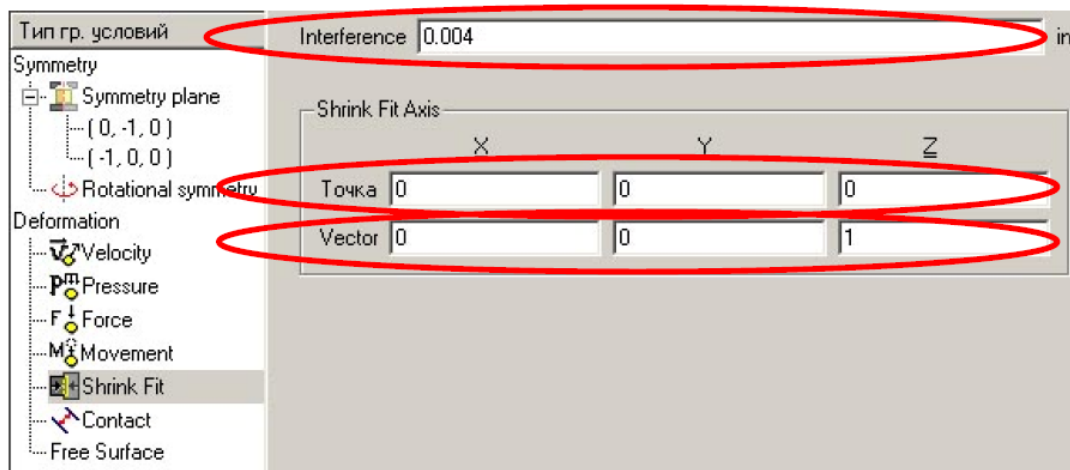 Тип гр. условий
Interference 0.004 in
Symmetry
Symmetry plane
(0, -1, 0)
(-1, 0, 0)
Rotational symmetry
Deformation
Velocity
Pressure
Force
Movement
Shrink Fit
Contact
Free Surface
Shrink Fit Axis
X Y Z
Точка 0 0 0
Vector 0 0 1